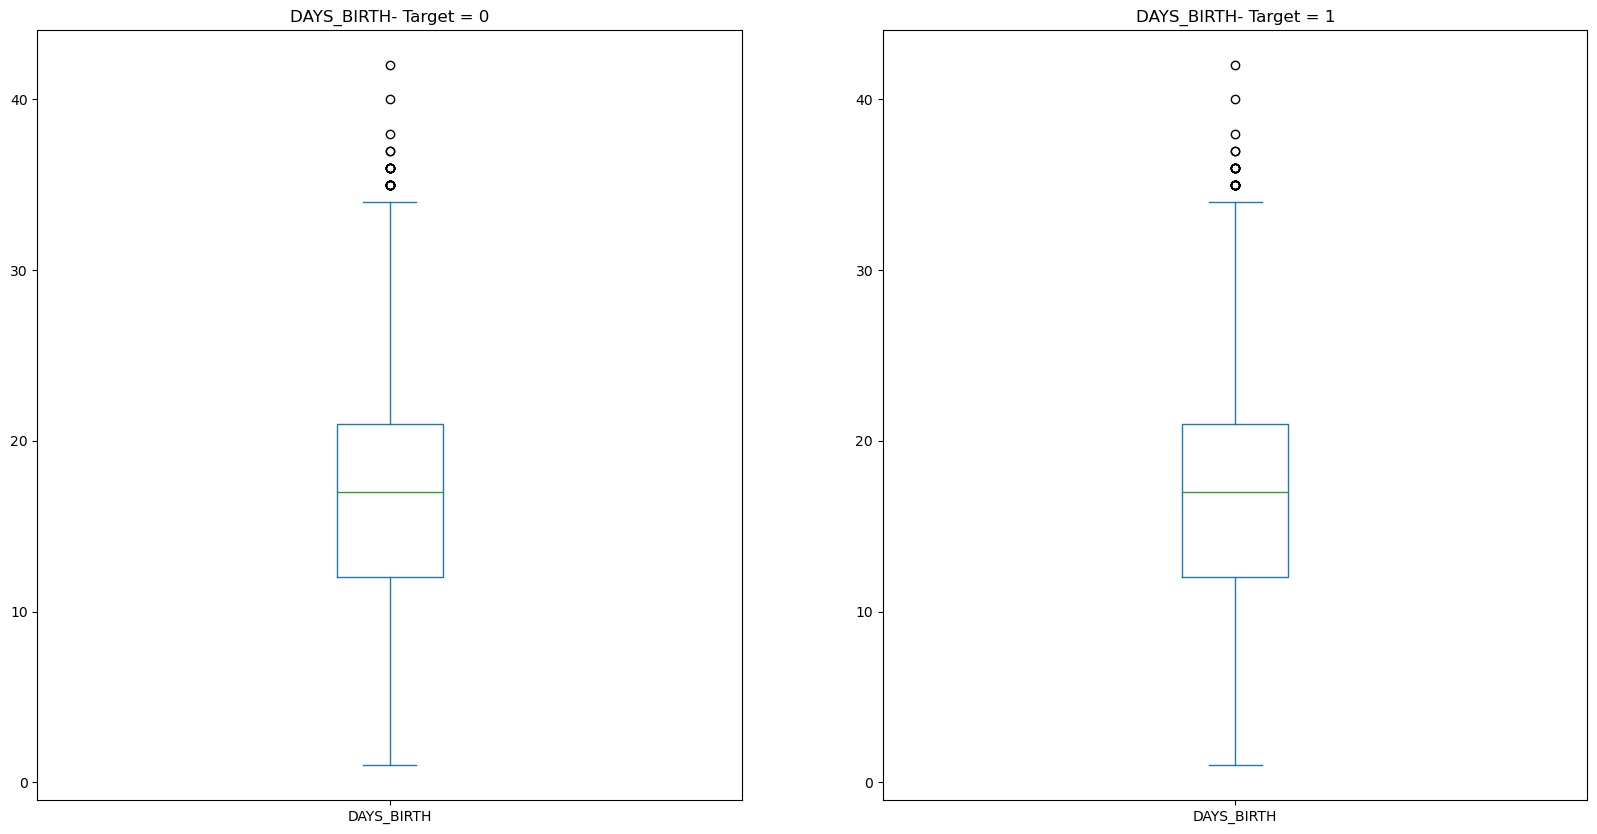 DAYS_BIRTH- Target = 0
40
30
20
10
0
DAYS_BIRTH
DAYS_BIRTH- Target = 1
40
30
20
10
0
DAYS_BIRTH